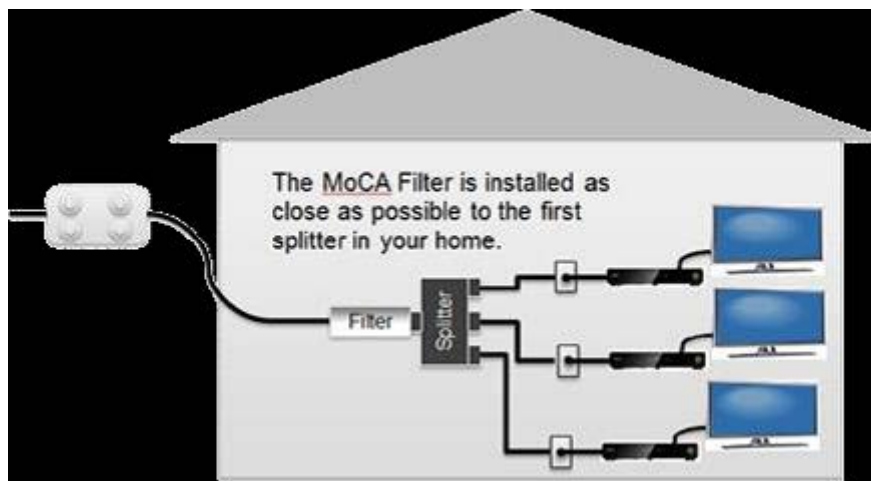 The MoCA Filter is installed as
close as possible to the first
splitter in your home.
Filter
Splitter